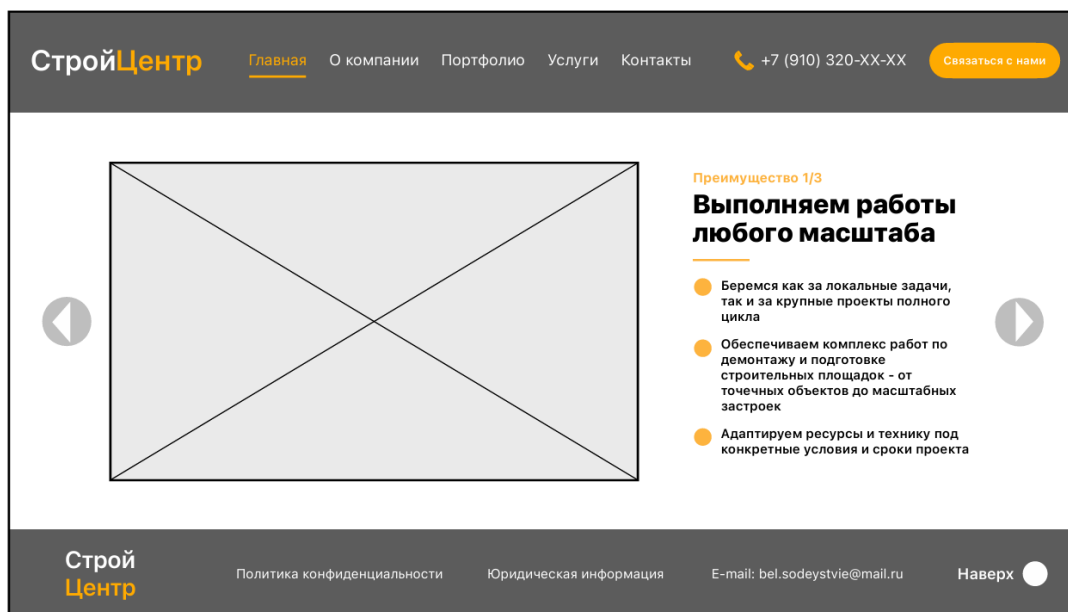 СтройЦентр Главная О компании Портфолио Услуги Контакты +7 (910) 320-XX-XX Связаться с нами
Преимущество 1/3
Выполняем работы
любого масштаба
Беремся как за локальные задачи,
так и за крупные проекты полного
цикла
Обеспечиваем комплекс работ по
демонтажу и подготовке
строительных площадок - от
точечных объектов до масштабных
застроек
Адаптируем ресурсы и технику под
конкретные условия и сроки проекта
Строй
Центр
Политика конфиденциальности Юридическая информация E-mail: bel.sodeystvie@mail.ru Наверх